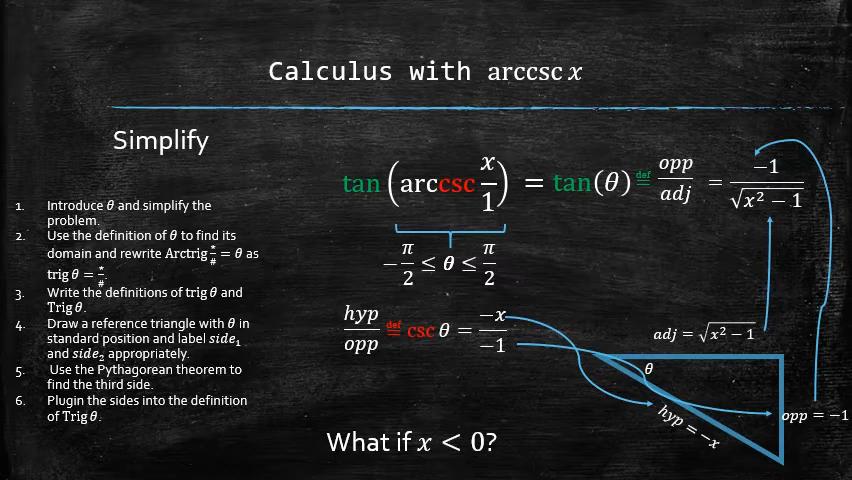 Calculus with arccsc x
Simplify
tan (arccsc x/1) = tan(θ) ≝ opp/adj = -1/√(x² − 1)
−π/2 ≤ θ ≤ π/2
hyp/opp ≝ csc θ = −x/−1
1. Introduce θ and simplify the
problem.
2. Use the definition of θ to find its
domain and rewrite Arctrig */# = θ as
trig θ = */#.
3. Write the definitions of trig θ and
Trig θ.
4. Draw a reference triangle with θ in
standard position and label side₁
and side₂ appropriately.
5. Use the Pythagorean theorem to
find the third side.
6. Plugin the sides into the definition
of Trig θ.
adj = √(x² − 1)
θ
hyp = −x
opp = −1
What if x < 0?